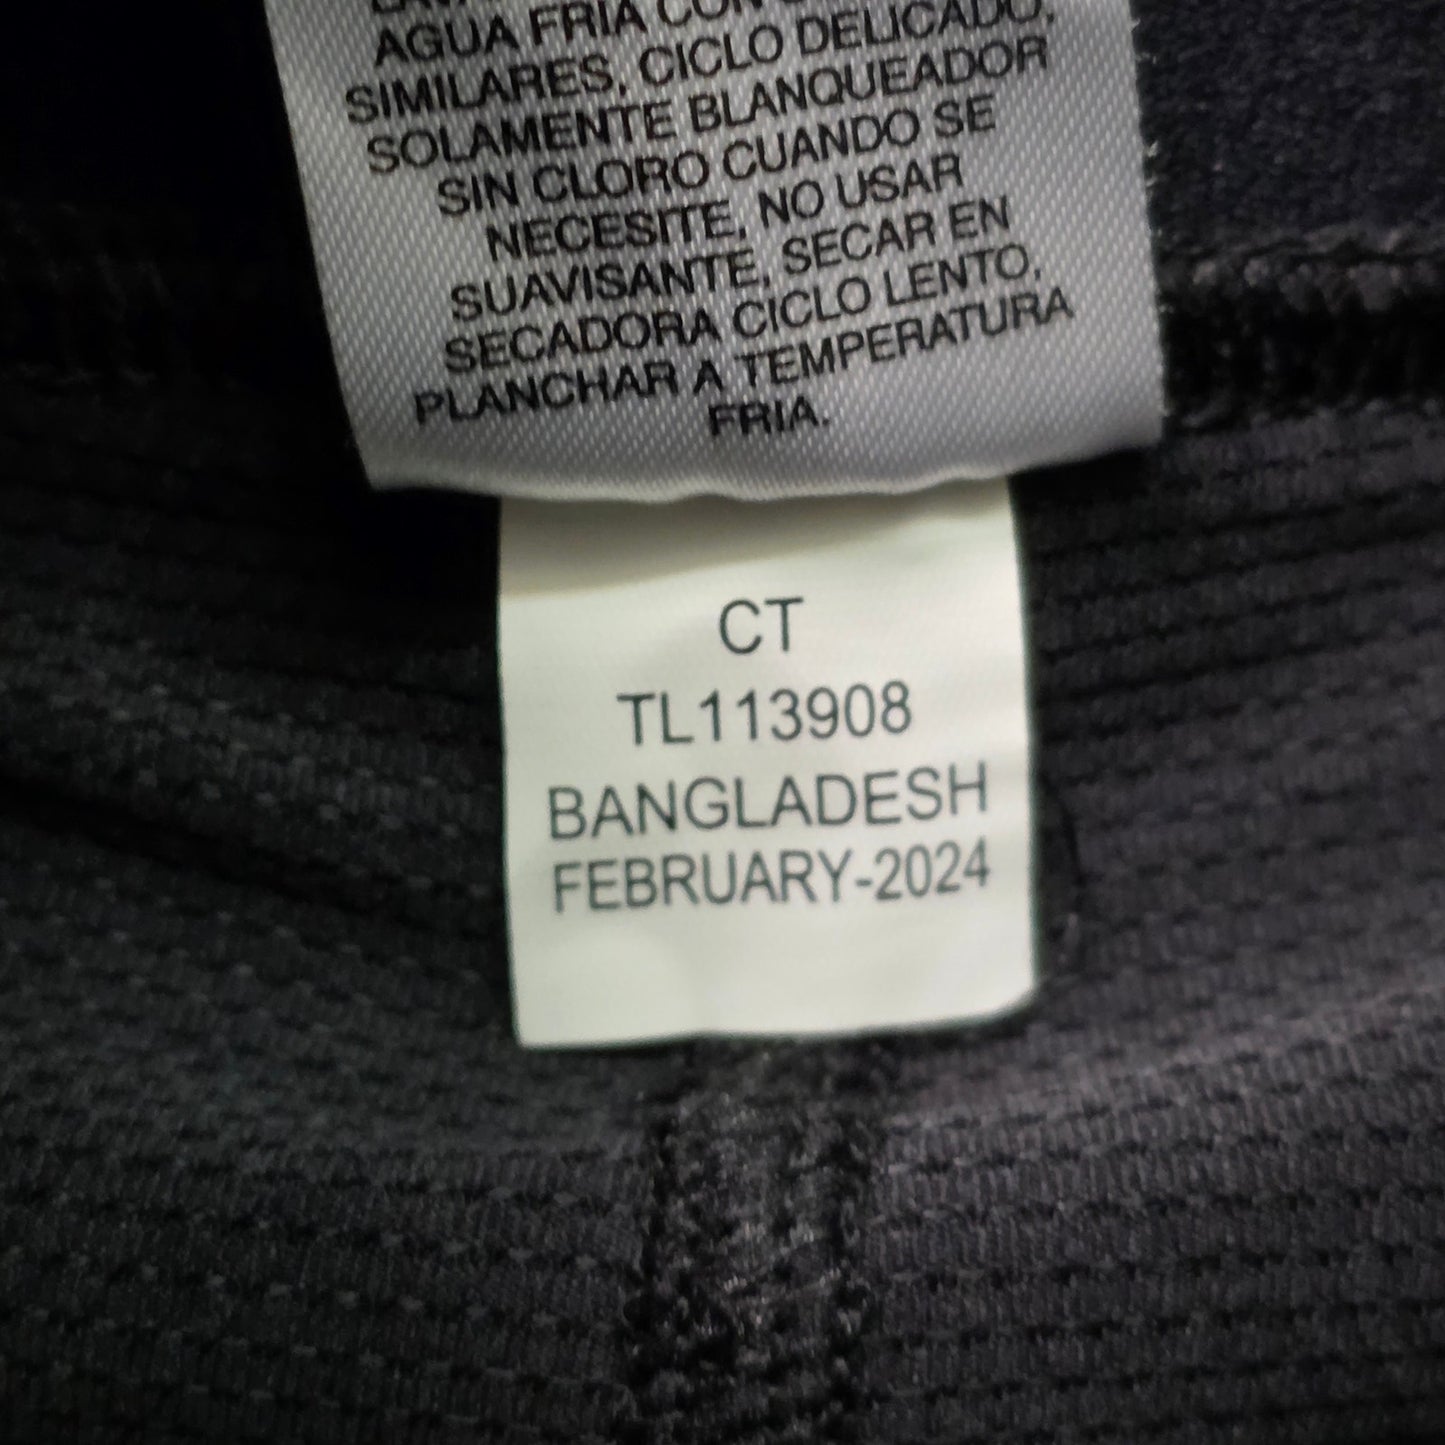 AGUA FRIA CON
SIMILARES, CICLO DELICADO,
SOLAMENTE BLANQUEADOR
SIN CLORO CUANDO SE
NECESITE, NO USAR
SUAVISANTE, SECAR EN
SECADORA CICLO LENTO,
PLANCHAR A TEMPERATURA
FRIA.
CT
TL113908
BANGLADESH
FEBRUARY-2024